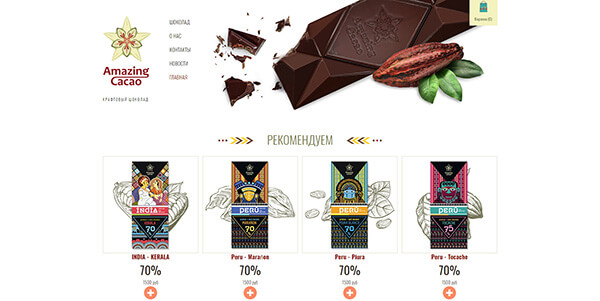 ШОКОЛАД
О НАС
КОНТАКТЫ
НОВОСТИ
ГЛАВНАЯ
Amazing
Cacao
КРАФТОВЫЙ ШОКОЛАД
Корзина (0)
РЕКОМЕНДУЕМ
INDIA
70
PERU
70
PERU
70
PERU
75
INDIA - KERALA
Peru - Maranon
Peru - Piura
Peru - Tocache
70%
70%
70%
70%
1500 руб
1500 руб
1500 руб
1500 руб